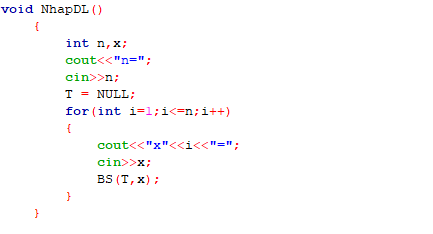 void NhapDL()
{
int n,x;
cout<<"n=";
cin>>n;
T = NULL;
for(int i=1;i<=n;i++)
{
cout<<"x"<<i<<"=";
cin>>x;
BS(T,x);
}
}